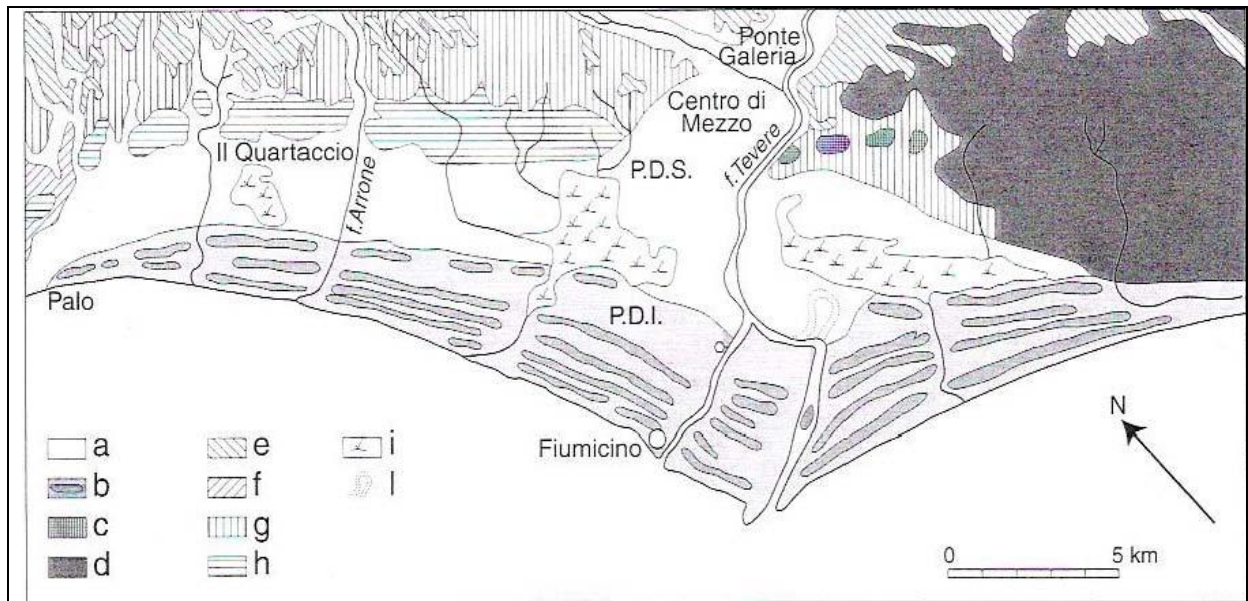 Ponte
Galeria
Centro di
Mezzo
Il Quartaccio
P.D.S.
f. Arrone
f. Tevere
Palo
P.D.I.
Fiumicino
N
a
b
c
d
e
f
g
h
i
l
0 5 km